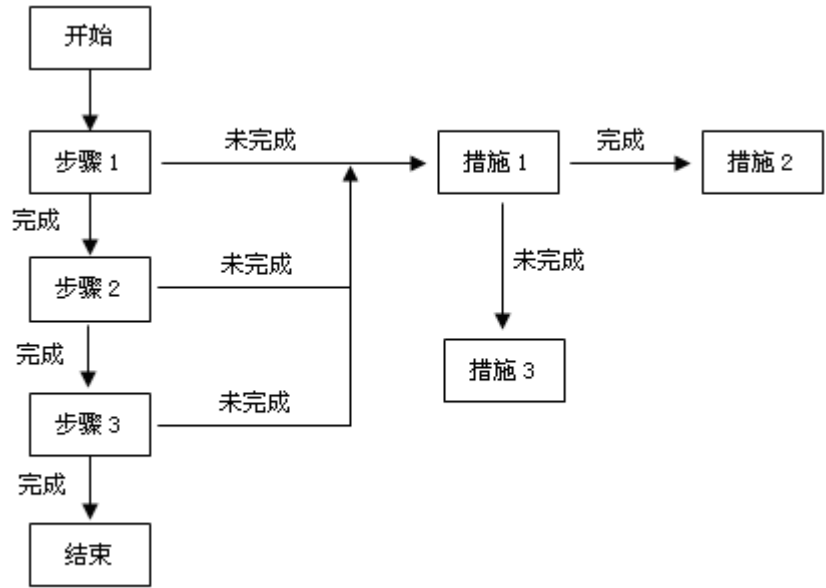 开始
步骤 1
未完成
措施 1
完成
措施 2
完成
步骤 2
未完成
未完成
措施 3
完成
步骤 3
未完成
完成
结束